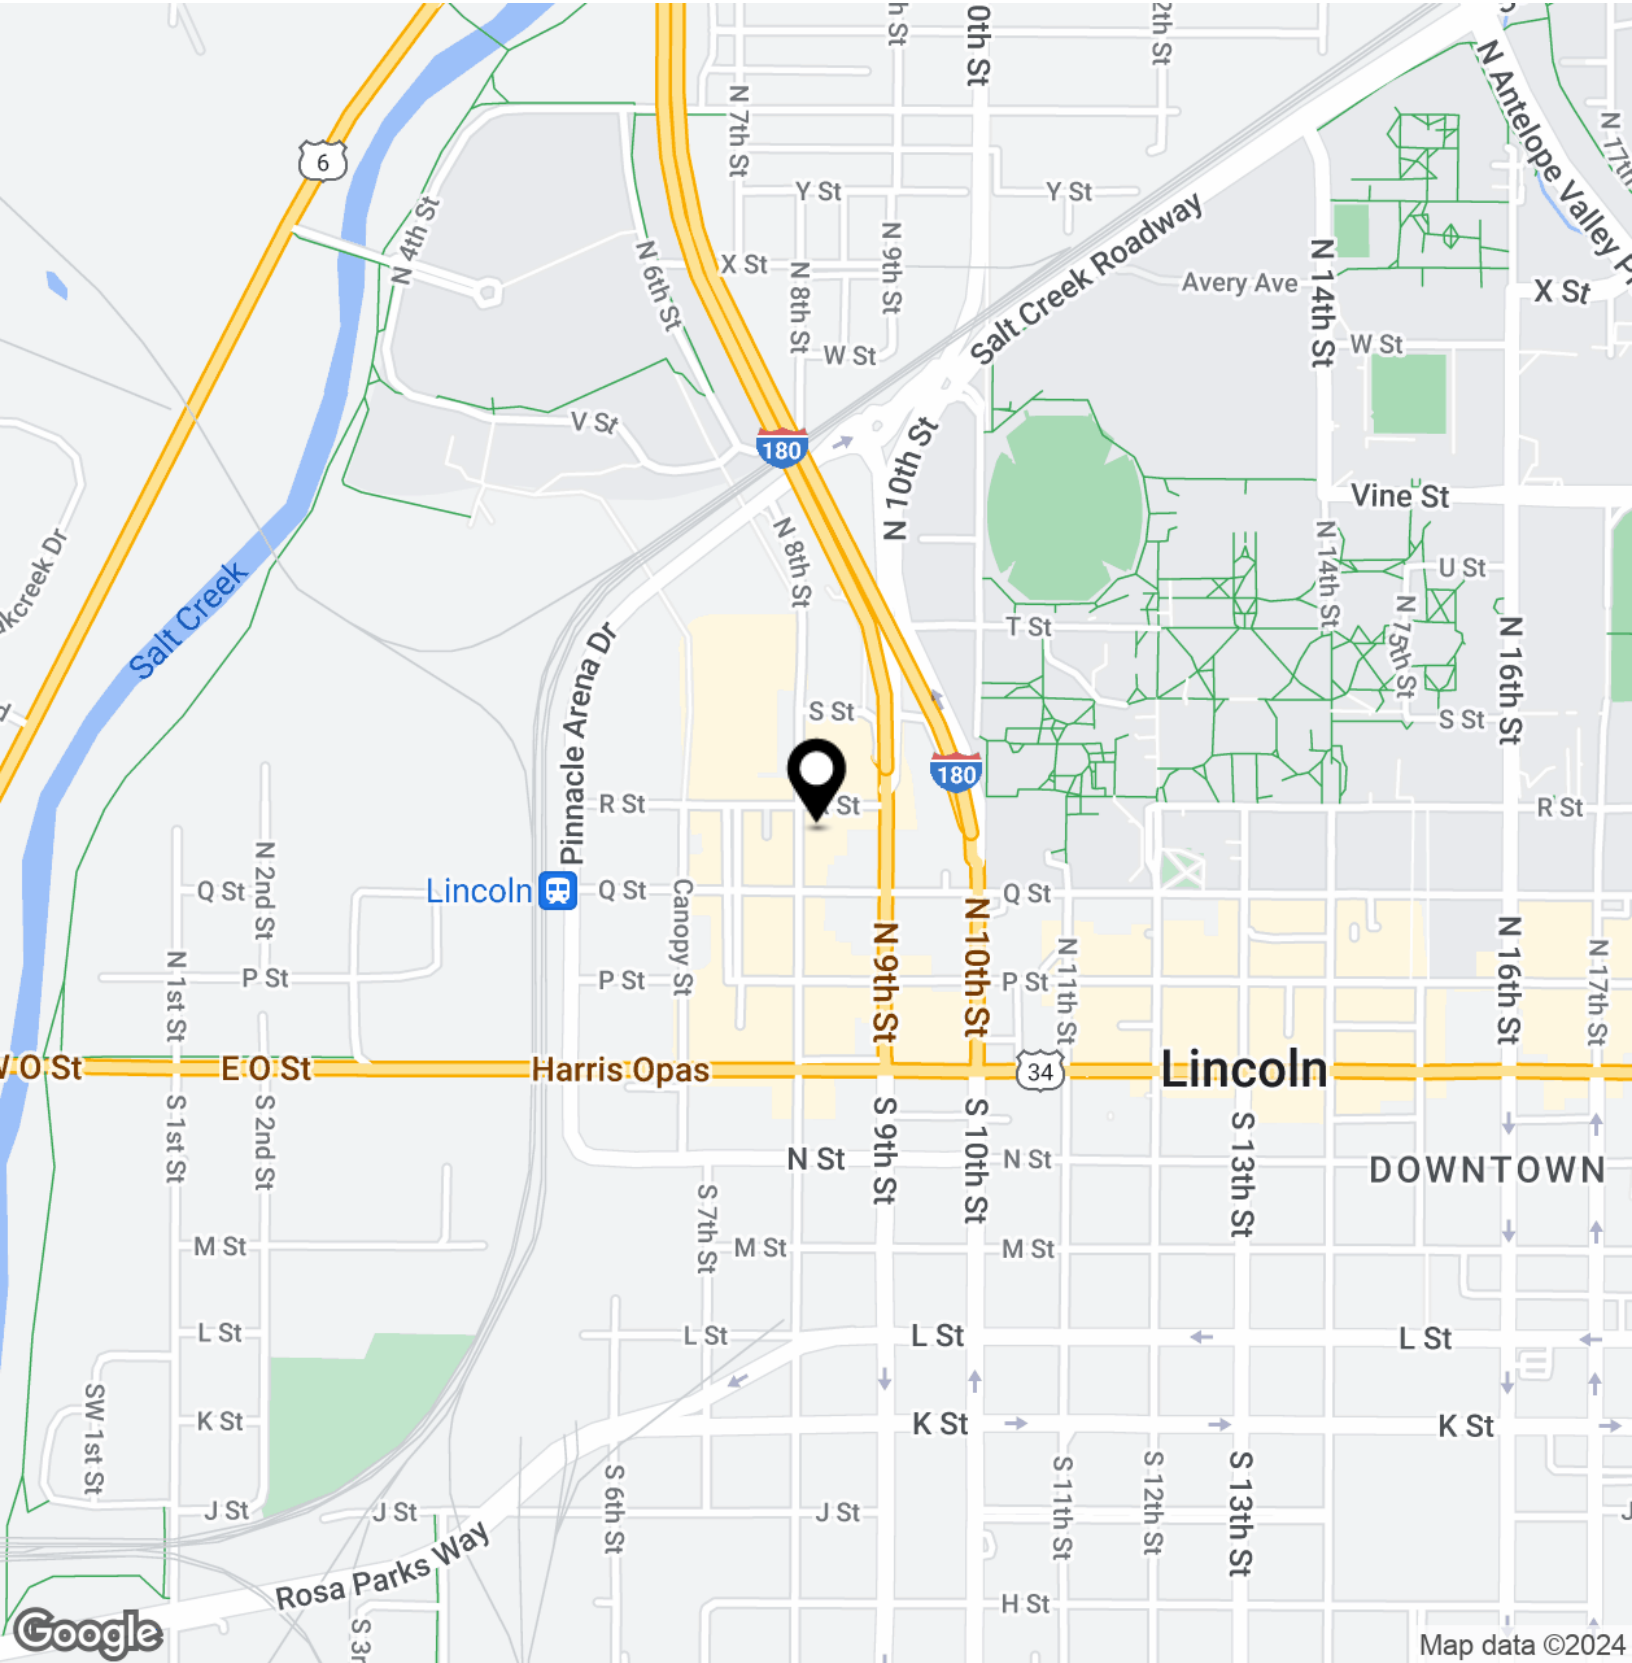 th St
0th St
2th St
N Antelope Valley P
N 17th
6
N 7th St
Y St
Y St
N 4th St
N 6th St
X St
N 8th St
N 9th St
Salt Creek Roadway
Avery Ave
N 14th St
X St
W St
W St
V St
180
N 10th St
Vine St
N 8th St
N 14th St
U St
N 15th St
kcreek Dr
Salt Creek
T St
Pinnacle Arena Dr
N 16th St
S St
S St
180
R St
St
R St
N 2nd St
Q St
Lincoln
Q St
Canopy St
Q St
N 1st St
P St
P St
N 9th St
N 10th St
P St
N 11th St
N 16th St
N 17th St
O St
E O St
Harris Opas
34
Lincoln
S 1st St
S 2nd St
S 9th St
S 10th St
S 13th St
N St
N St
DOWNTOWN
S 7th St
M St
M St
M St
L St
L St
L St
L St
SW 1st St
K St
K St
K St
S 6th St
S 11th St
S 12th St
S 13th St
J St
J St
J St
J
Rosa Parks Way
H St
S 3r
Google
Map data ©2024